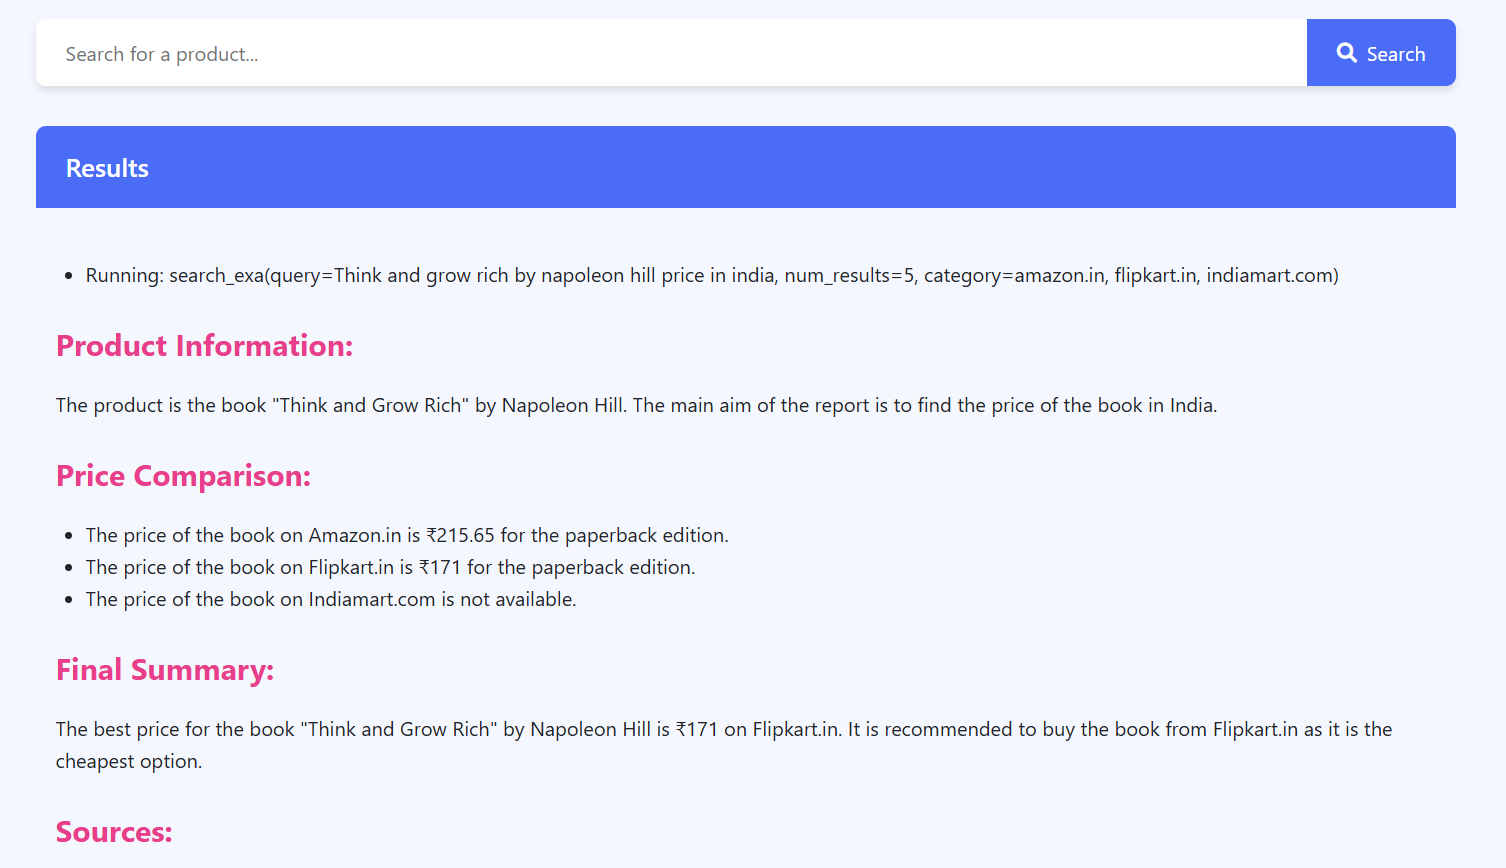 Search for a product...
Search
Results
Running: search_exa(query=Think and grow rich by napoleon hill price in india, num_results=5, category=amazon.in, flipkart.in, indiamart.com)
Product Information:
The product is the book "Think and Grow Rich" by Napoleon Hill. The main aim of the report is to find the price of the book in India.
Price Comparison:
The price of the book on Amazon.in is ₹215.65 for the paperback edition.
The price of the book on Flipkart.in is ₹171 for the paperback edition.
The price of the book on Indiamart.com is not available.
Final Summary:
The best price for the book "Think and Grow Rich" by Napoleon Hill is ₹171 on Flipkart.in. It is recommended to buy the book from Flipkart.in as it is the
cheapest option.
Sources: